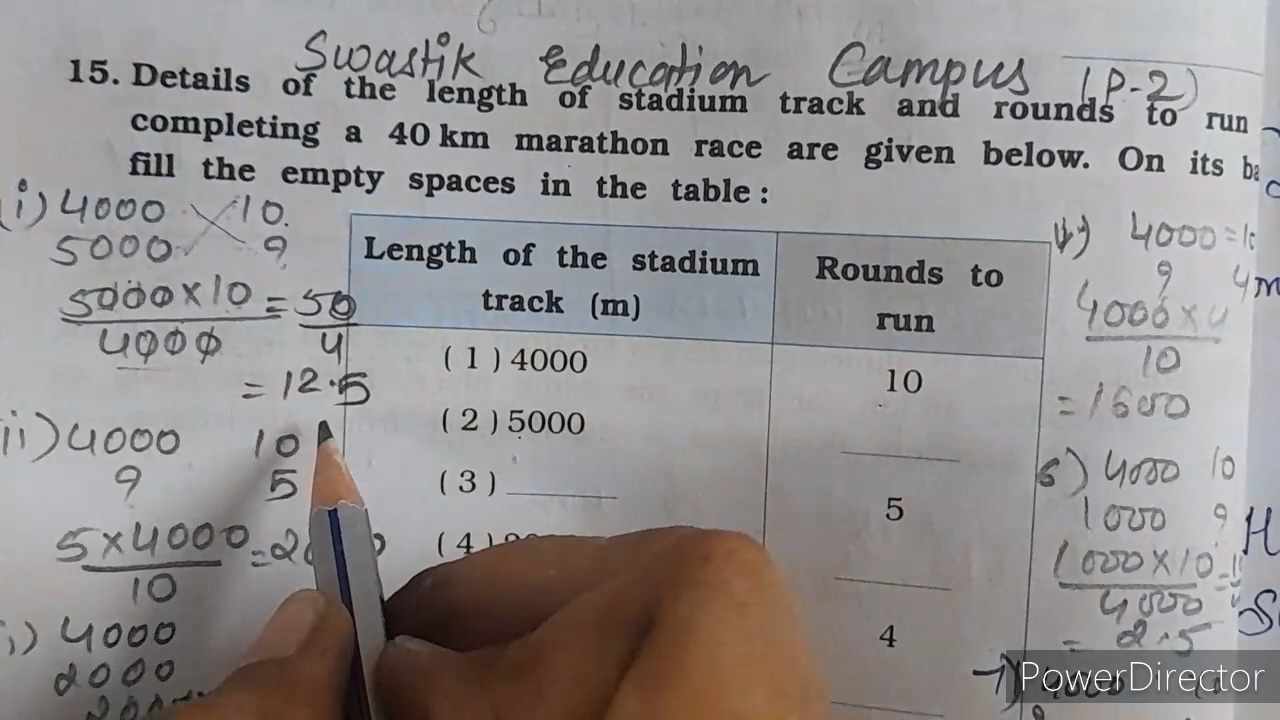 Swastik Education Campus (P-2)
15. Details of the length of stadium track and rounds to run
completing a 40 km marathon race are given below. On its ba
fill the empty spaces in the table :
Length of the stadium track (m)
Rounds to run
( 1 ) 4000
10
( 2 ) 5000
( 3 )
5
( 4 )
4
i) 4000 10.
5000 9
5000×10 = 50
4000 4
= 12.5
ii) 4000 10
9 5
5×4000
10
i) 4000
2000
4000 = 10
9 4
4000×4
10
= 1600
6) 4000 10
1000 9
1000×10
4000
= 2.5
7) 4000
PowerDirector